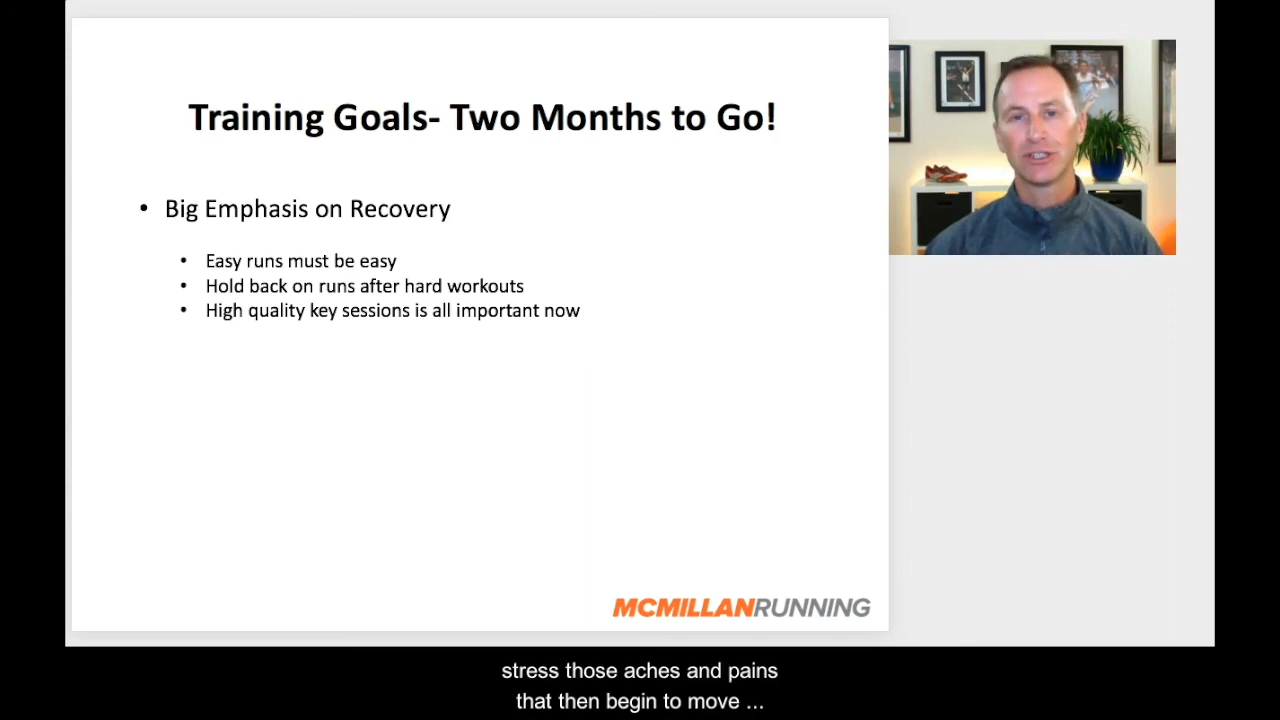 Training Goals- Two Months to Go!
• Big Emphasis on Recovery
• Easy runs must be easy
• Hold back on runs after hard workouts
• High quality key sessions is all important now
MCMILLANRUNNING
stress those aches and pains
that then begin to move ...